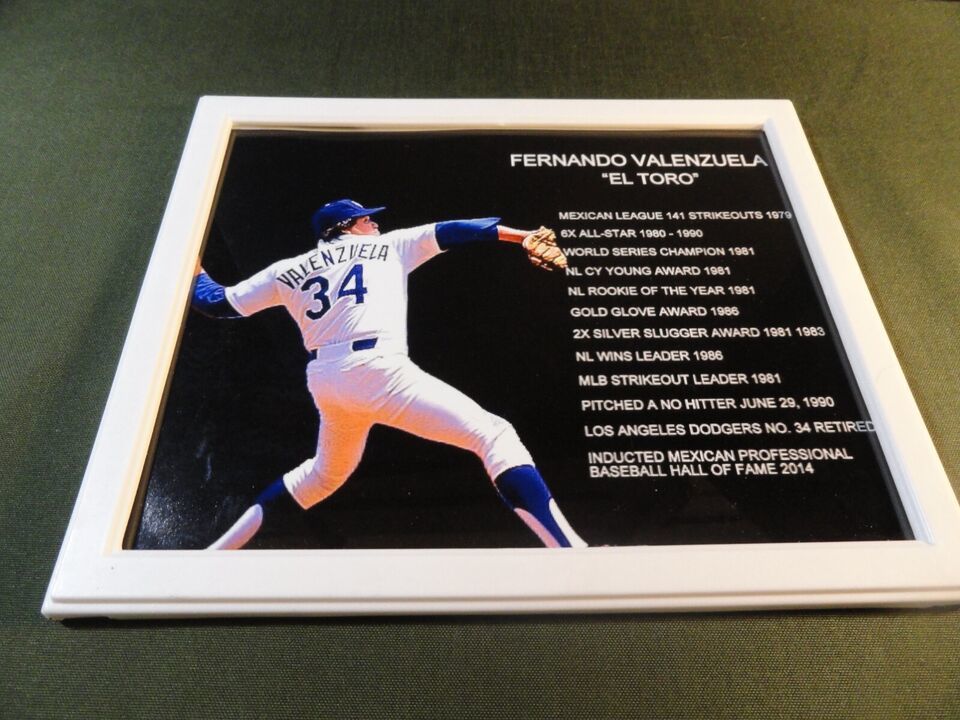 FERNANDO VALENZUELA
"EL TORO"
MEXICAN LEAGUE 141 STRIKEOUTS 1979
6X ALL-STAR 1980 - 1990
WORLD SERIES CHAMPION 1981
NL CY YOUNG AWARD 1981
NL ROOKIE OF THE YEAR 1981
GOLD GLOVE AWARD 1986
2X SILVER SLUGGER AWARD 1981 1983
NL WINS LEADER 1986
MLB STRIKEOUT LEADER 1981
PITCHED A NO HITTER JUNE 29, 1990
LOS ANGELES DODGERS NO. 34 RETIRED
INDUCTED MEXICAN PROFESSIONAL
BASEBALL HALL OF FAME 2014
VALENZUELA
34